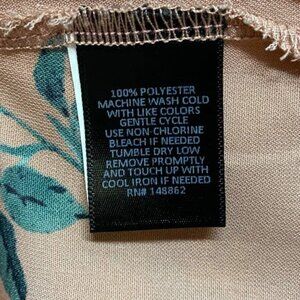 100% POLYESTER
MACHINE WASH COLD
WITH LIKE COLORS
GENTLE CYCLE
USE NON-CHLORINE
BLEACH IF NEEDED
TUMBLE DRY LOW
REMOVE PROMPTLY
AND TOUCH UP WITH
COOL IRON IF NEEDED
RN# 148862